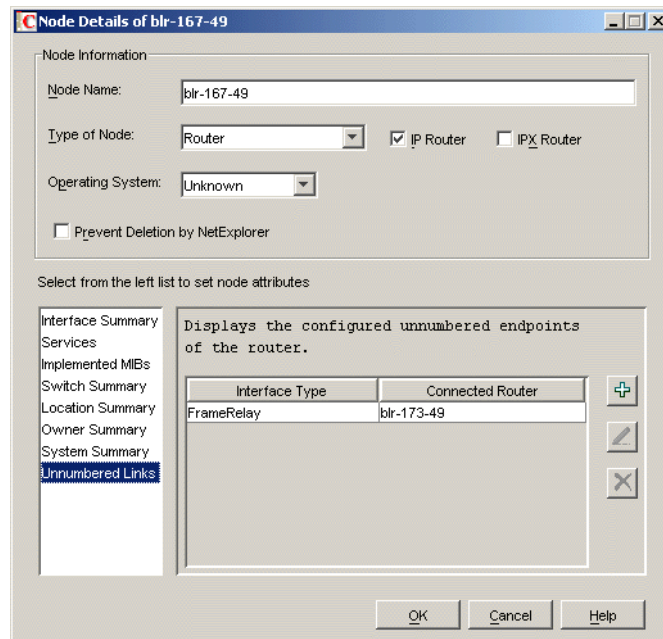 Node Details of blr-167-49
Node Information
Node Name: blr-167-49
Type of Node: Router IP Router IPX Router
Operating System: Unknown
Prevent Deletion by NetExplorer
Select from the left list to set node attributes
Interface Summary
Services
Implemented MIBs
Switch Summary
Location Summary
Owner Summary
System Summary
Unnumbered Links
Displays the configured unnumbered endpoints
of the router.
Interface Type Connected Router
FrameRelay blr-173-49
OK Cancel Help